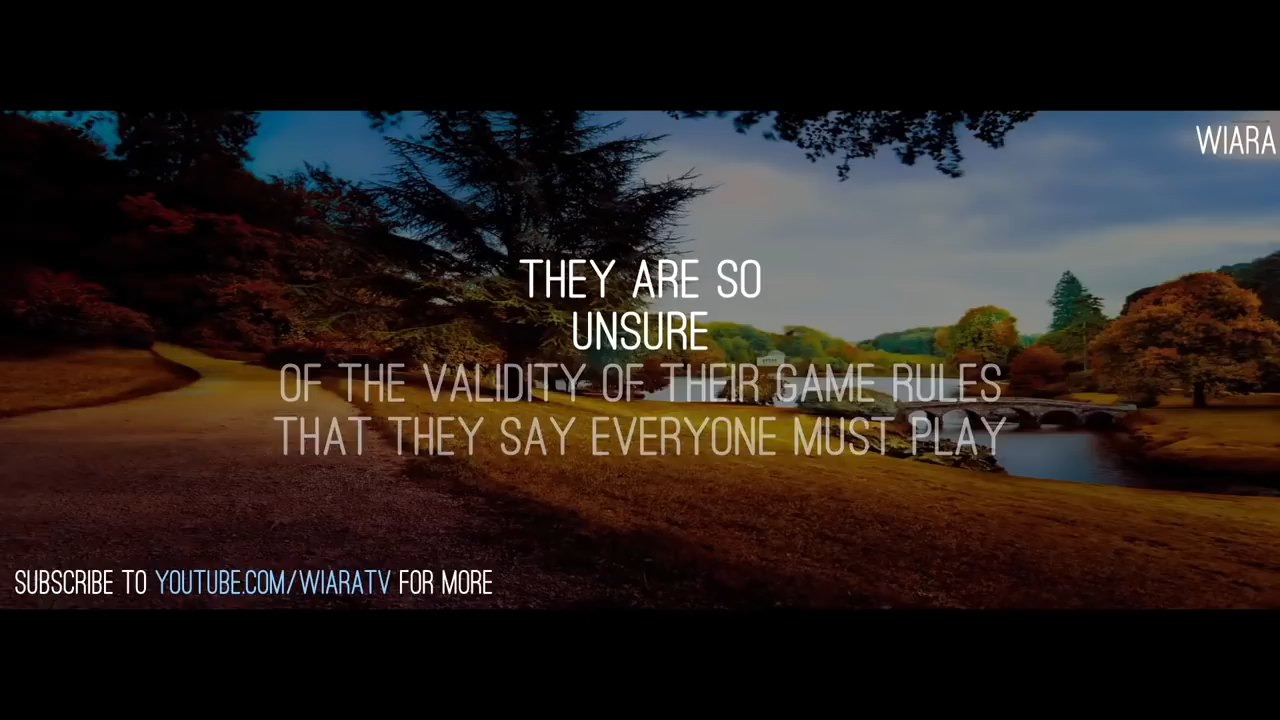 WIARA
THEY ARE SO
UNSURE
OF THE VALIDITY OF THEIR GAME RULES
THAT THEY SAY EVERYONE MUST PLAY
SUBSCRIBE TO YOUTUBE.COM/WIARATV FOR MORE